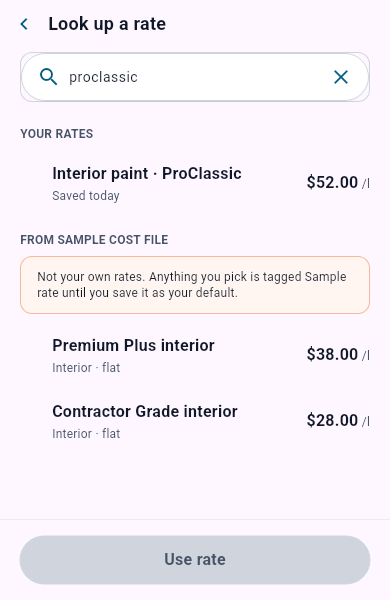 Look up a rate
proclassic
YOUR RATES
Interior paint · ProClassic
Saved today
$52.00 /l
FROM SAMPLE COST FILE
Not your own rates. Anything you pick is tagged Sample
rate until you save it as your default.
Premium Plus interior
Interior · flat
$38.00 /l
Contractor Grade interior
Interior · flat
$28.00 /l
Use rate